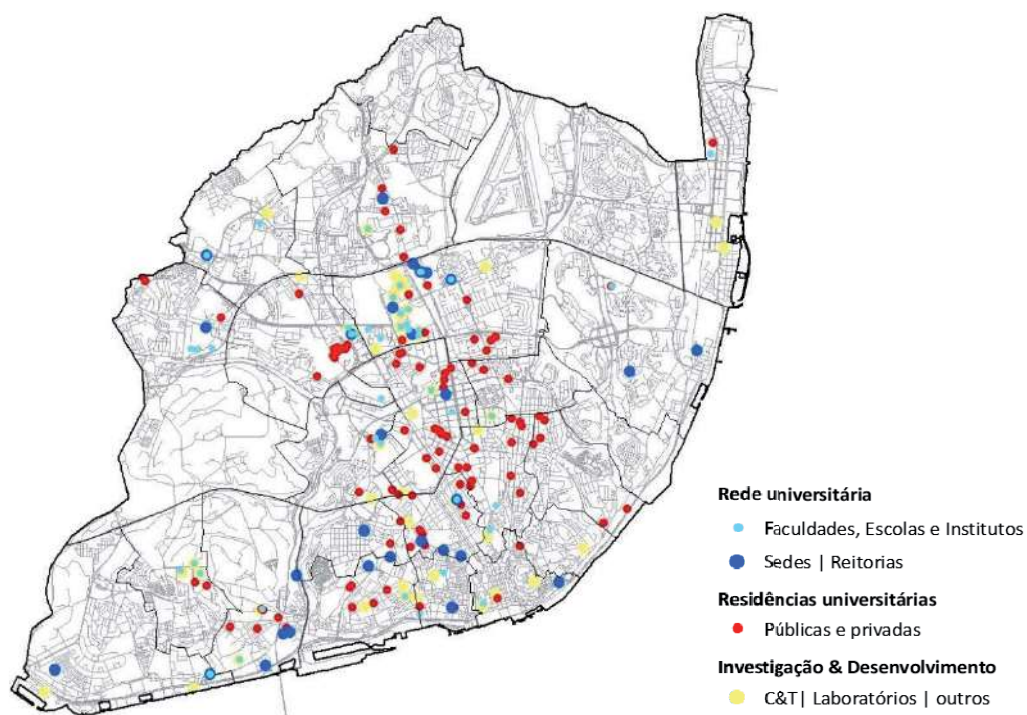 Rede universitária
Faculdades, Escolas e Institutos
Sedes | Reitorias
Residências universitárias
Públicas e privadas
Investigação & Desenvolvimento
C&T| Laboratórios | outros